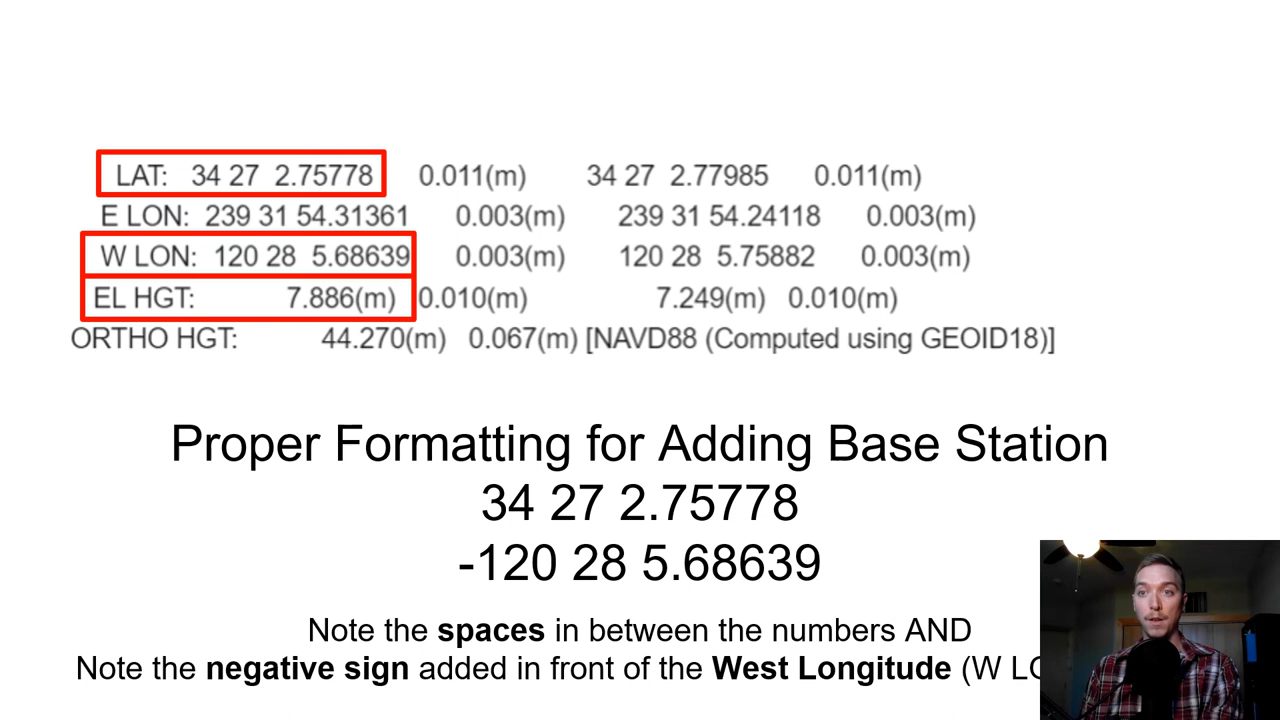 LAT: 34 27 2.75778 0.011(m) 34 27 2.77985 0.011(m)
E LON: 239 31 54.31361 0.003(m) 239 31 54.24118 0.003(m)
W LON: 120 28 5.68639 0.003(m) 120 28 5.75882 0.003(m)
EL HGT: 7.886(m) 0.010(m) 7.249(m) 0.010(m)
ORTHO HGT: 44.270(m) 0.067(m) [NAVD88 (Computed using GEOID18)]
Proper Formatting for Adding Base Station
34 27 2.75778
-120 28 5.68639
Note the spaces in between the numbers AND
Note the negative sign added in front of the West Longitude (W